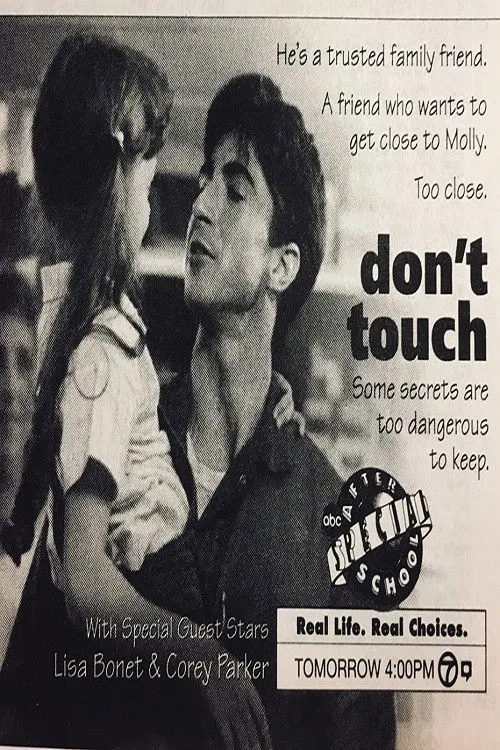 He's a trusted family friend.
A friend who wants to
get close to Molly.
Too close.
don't
touch
Some secrets are
too dangerous
to keep.
abc AFTER
SPECIAL
SCHOOL
With Special Guest Stars
Lisa Bonet & Corey Parker
Real Life. Real Choices.
TOMORROW 4:00PM 7